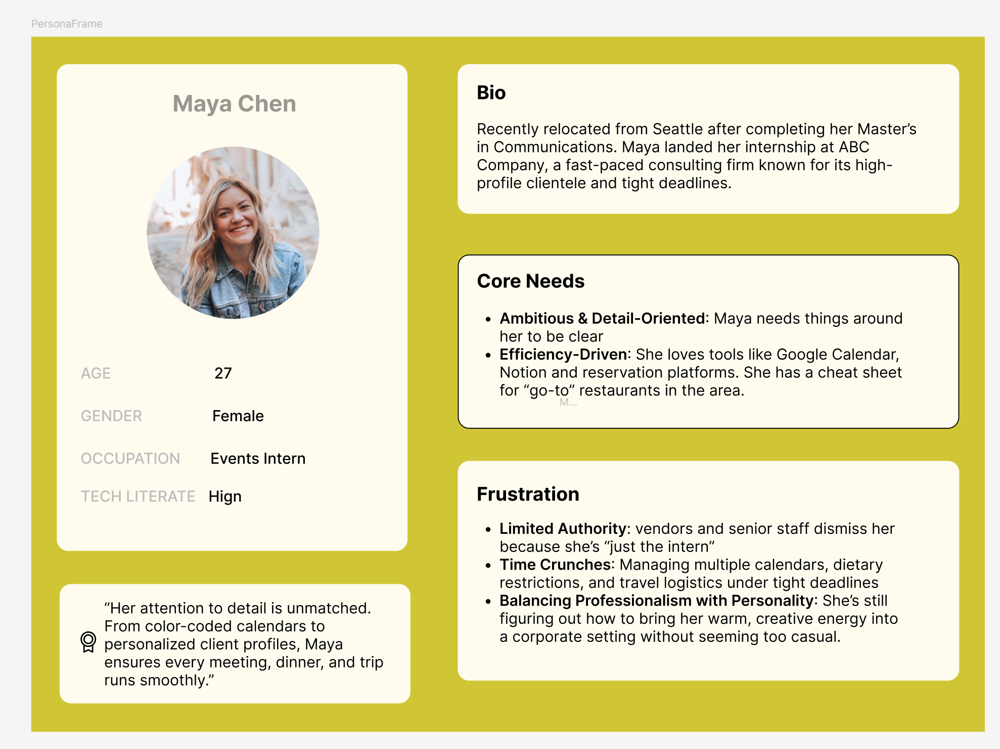 PersonaFrame
Maya Chen
AGE 27
GENDER Female
OCCUPATION Events Intern
TECH LITERATE Hign
“Her attention to detail is unmatched.
From color-coded calendars to
personalized client profiles, Maya
ensures every meeting, dinner, and trip
runs smoothly.”
Bio
Recently relocated from Seattle after completing her Master’s
in Communications. Maya landed her internship at ABC
Company, a fast-paced consulting firm known for its high-
profile clientele and tight deadlines.
Core Needs
• Ambitious & Detail-Oriented: Maya needs things around
her to be clear
• Efficiency-Driven: She loves tools like Google Calendar,
Notion and reservation platforms. She has a cheat sheet
for “go-to” restaurants in the area.
M...
Frustration
• Limited Authority: vendors and senior staff dismiss her
because she’s “just the intern”
• Time Crunches: Managing multiple calendars, dietary
restrictions, and travel logistics under tight deadlines
• Balancing Professionalism with Personality: She’s still
figuring out how to bring her warm, creative energy into
a corporate setting without seeming too casual.